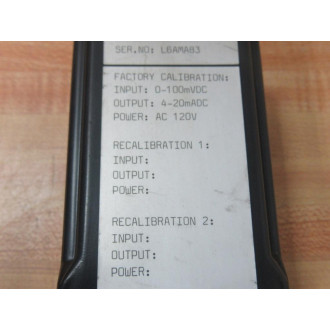 SER.NO: L6AMA63
FACTORY CALIBRATION:
INPUT: 0-100mVDC
OUTPUT: 4-20mADC
POWER: AC 120V
RECALIBRATION 1:
INPUT:
OUTPUT:
POWER:
RECALIBRATION 2:
INPUT:
OUTPUT:
POWER: